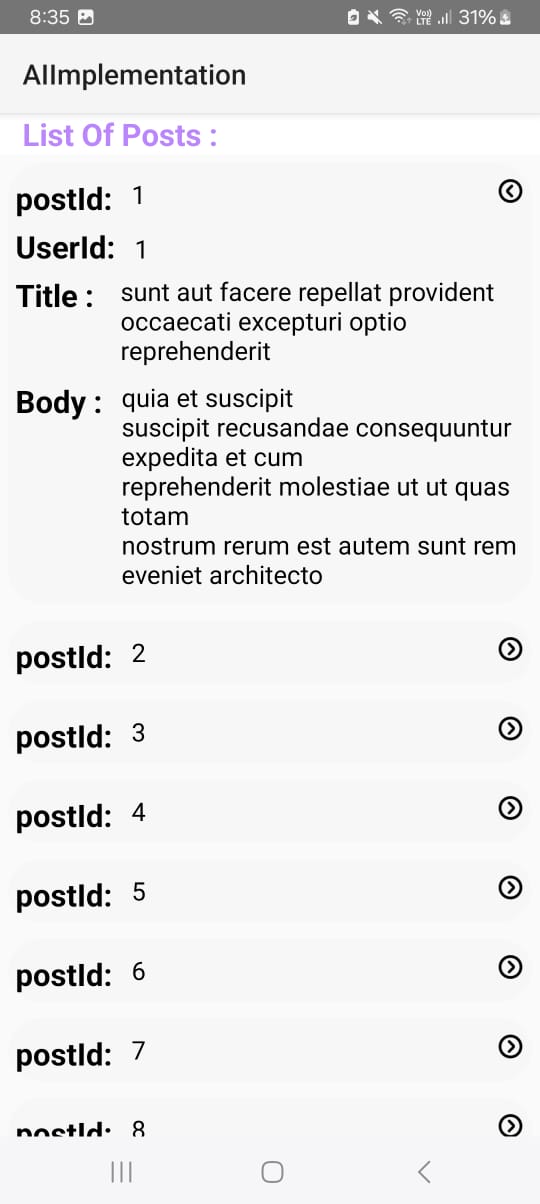 8:35
Vo)) LTE 31%
AIImplementation
List Of Posts :
postId: 1
UserId: 1
Title : sunt aut facere repellat provident
occaecati excepturi optio
reprehenderit
Body : quia et suscipit
suscipit recusandae consequuntur
expedita et cum
reprehenderit molestiae ut ut quas
totam
nostrum rerum est autem sunt rem
eveniet architecto
postId: 2
postId: 3
postId: 4
postId: 5
postId: 6
postId: 7
postId: 8